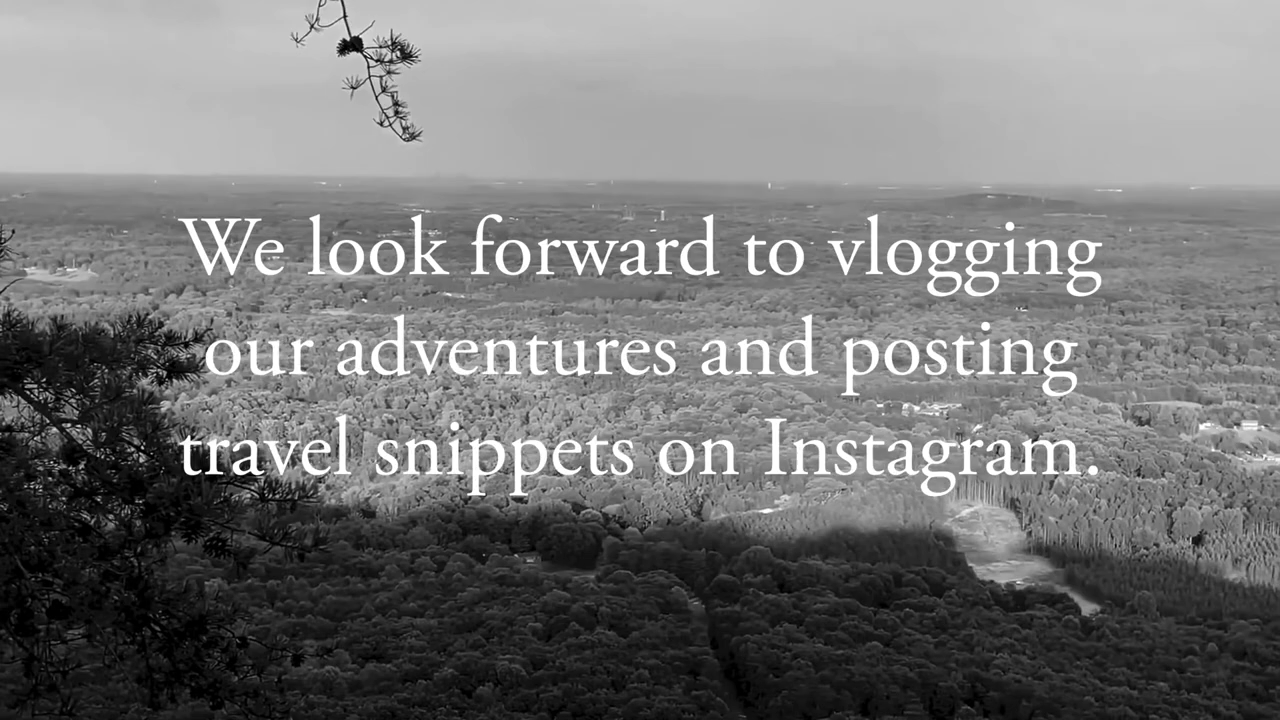 We look forward to vlogging
our adventures and posting
travel snippets on Instagram.